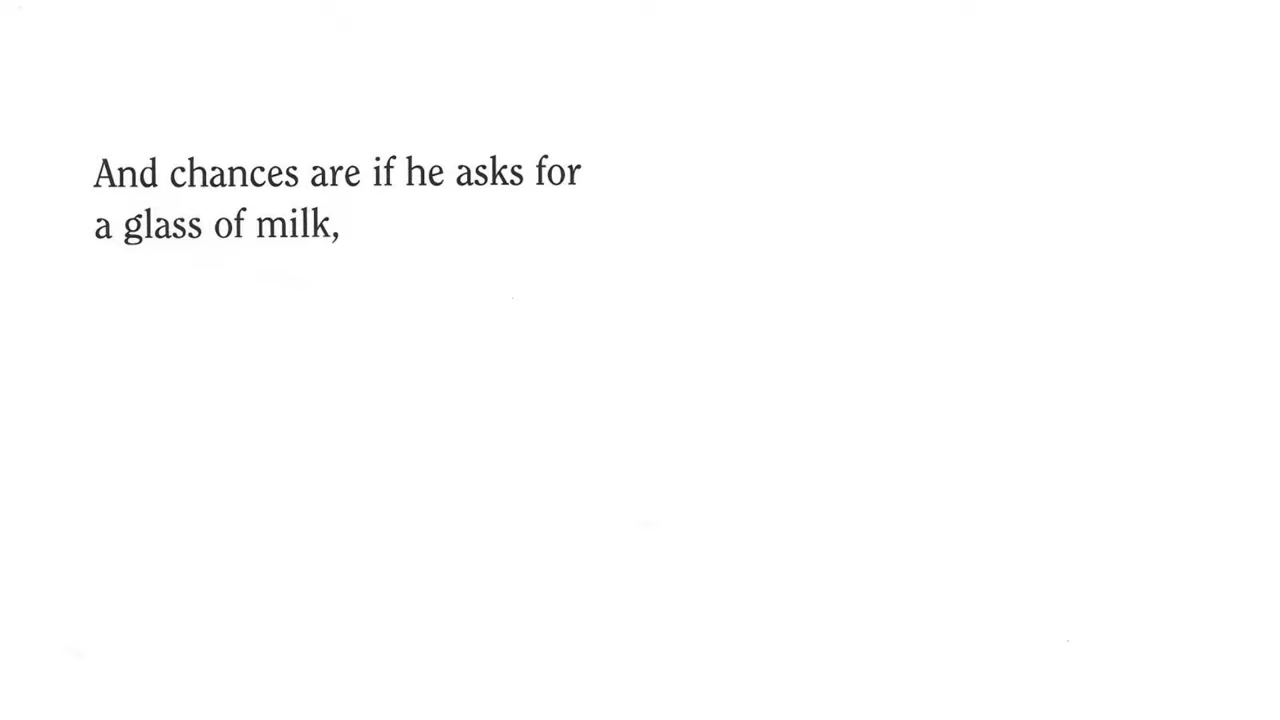 And chances are if he asks for
a glass of milk,